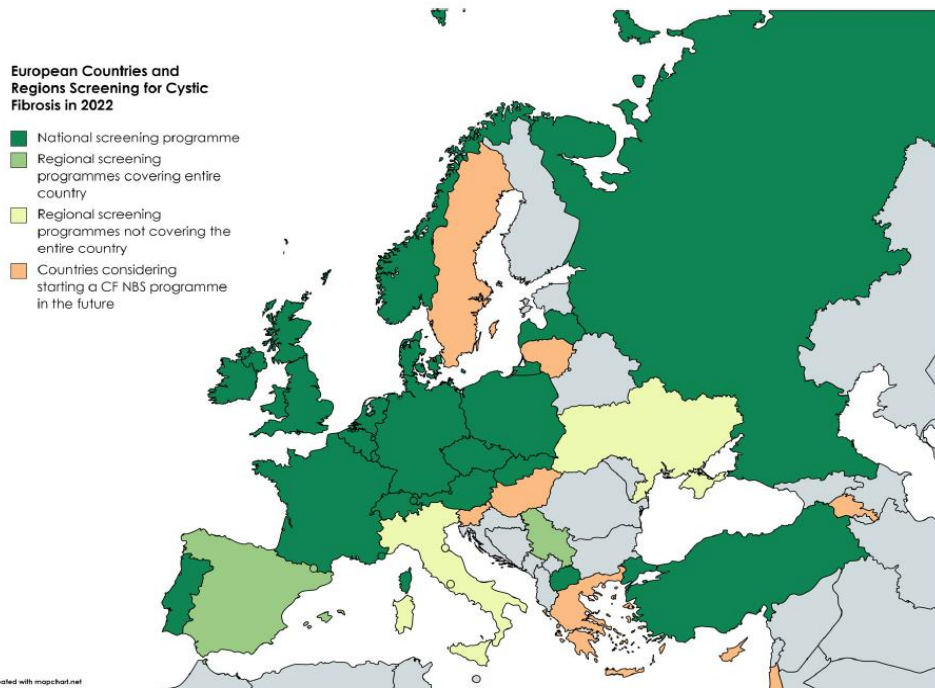 European Countries and
Regions Screening for Cystic
Fibrosis in 2022
National screening programme
Regional screening
programmes covering entire
country
Regional screening
programmes not covering the
entire country
Countries considering
starting a CF NBS programme
in the future
eated with mapchart.net